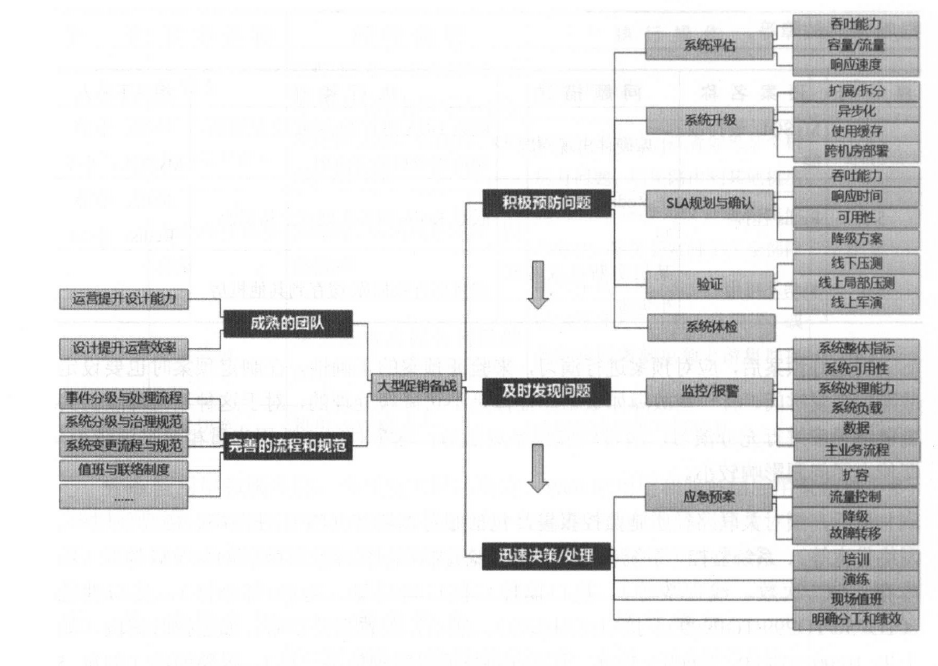 吞吐能力
系统评估
容量/流量
响应速度
扩展/拆分
系统升级
异步化
使用缓存
跨机房部署
吞吐能力
积极预防问题
SLA规划与确认
响应时间
可用性
降级方案
线下压测
验证
线上局部压测
线上军演
系统体检
运营提升设计能力
成熟的团队
设计提升运营效率
大型促销备战
及时发现问题
监控/报警
系统整体指标
系统可用性
系统处理能力
系统负载
数据
主业务流程
事件分级与处理流程
系统分级与治理规范
系统变更流程与规范
完善的流程和规范
值班与联络制度
……
应急预案
扩容
流量控制
降级
故障转移
迅速决策/处理
培训
演练
现场值班
明确分工和绩效